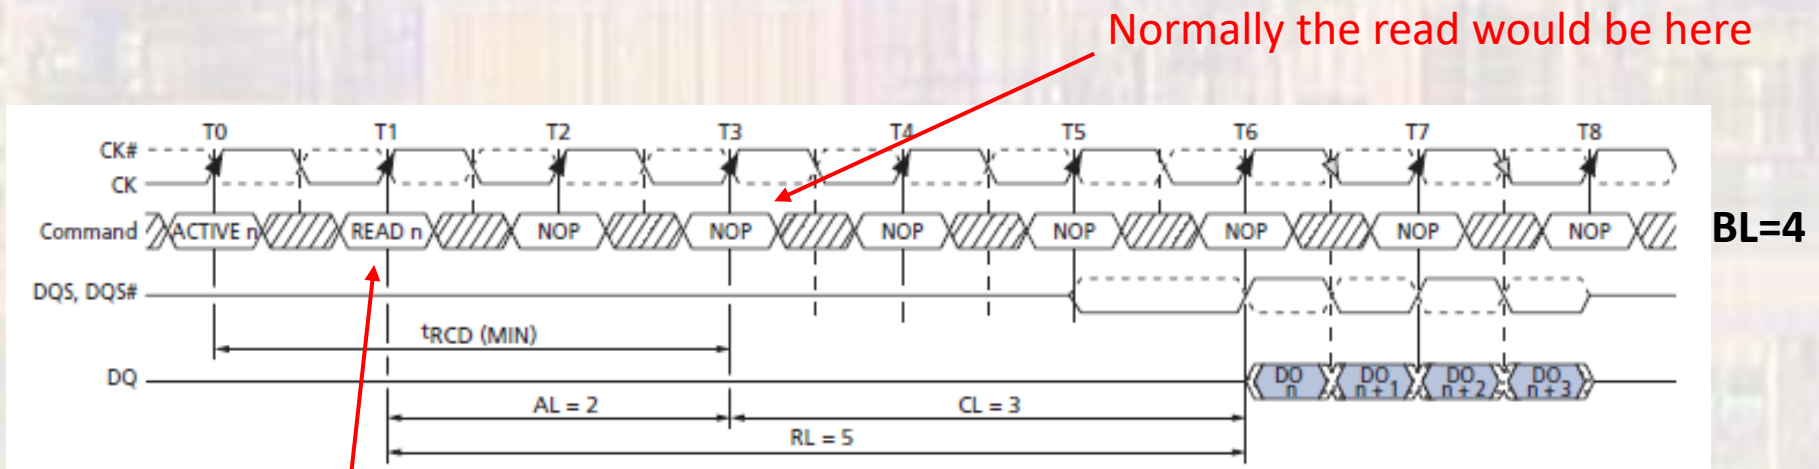 Normally the read would be here
T0 T1 T2 T3 T4 T5 T6 T7 T8
CK#
CK
Command ACTIVE n READ n NOP NOP NOP NOP NOP NOP NOP
BL=4
DQS, DQS#
tRCD (MIN)
DQ DO n DO n + 1 DO n + 2 DO n + 3
AL = 2 CL = 3
RL = 5